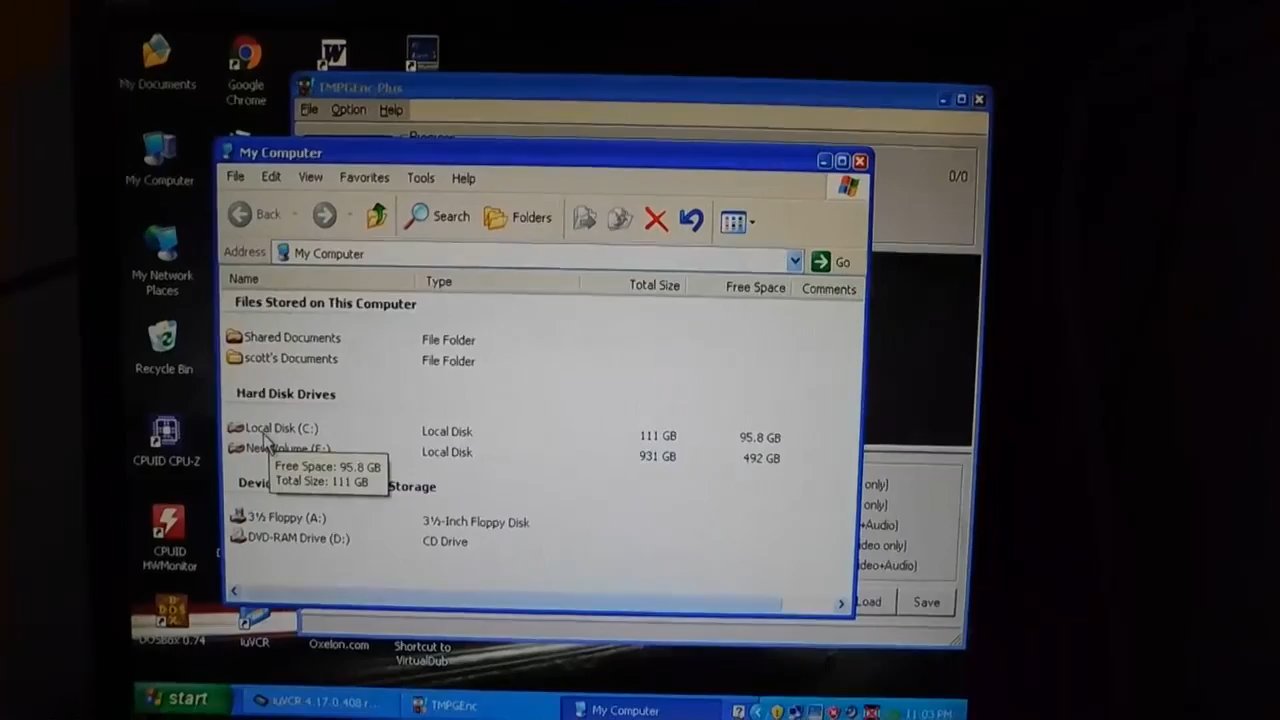 My Documents
Google
Chrome
My Computer
My Network
Places
Recycle Bin
CPUID CPU-Z
CPUID
HWMonitor
DOSBox 0.74
iuVCR
Oxelon.com
Shortcut to
VirtualDub
TMPGEnc Plus
File Option Help
0/0
My Computer
File Edit View Favorites Tools Help
Back Search Folders
Address My Computer Go
Name Type Total Size Free Space Comments
Files Stored on This Computer
Shared Documents File Folder
scott's Documents File Folder
Hard Disk Drives
Local Disk (C:) Local Disk 111 GB 95.8 GB
New Volume (E:) Local Disk 931 GB 492 GB
Free Space: 95.8 GB
Total Size: 111 GB
Storage
3½ Floppy (A:) 3½-Inch Floppy Disk
DVD-RAM Drive (D:) CD Drive
only)
only)
+Audio)
ideo only)
deo+Audio)
Load Save
start iuVCR 4.17.0.408 r... TMPGEnc My Computer 11:03 PM